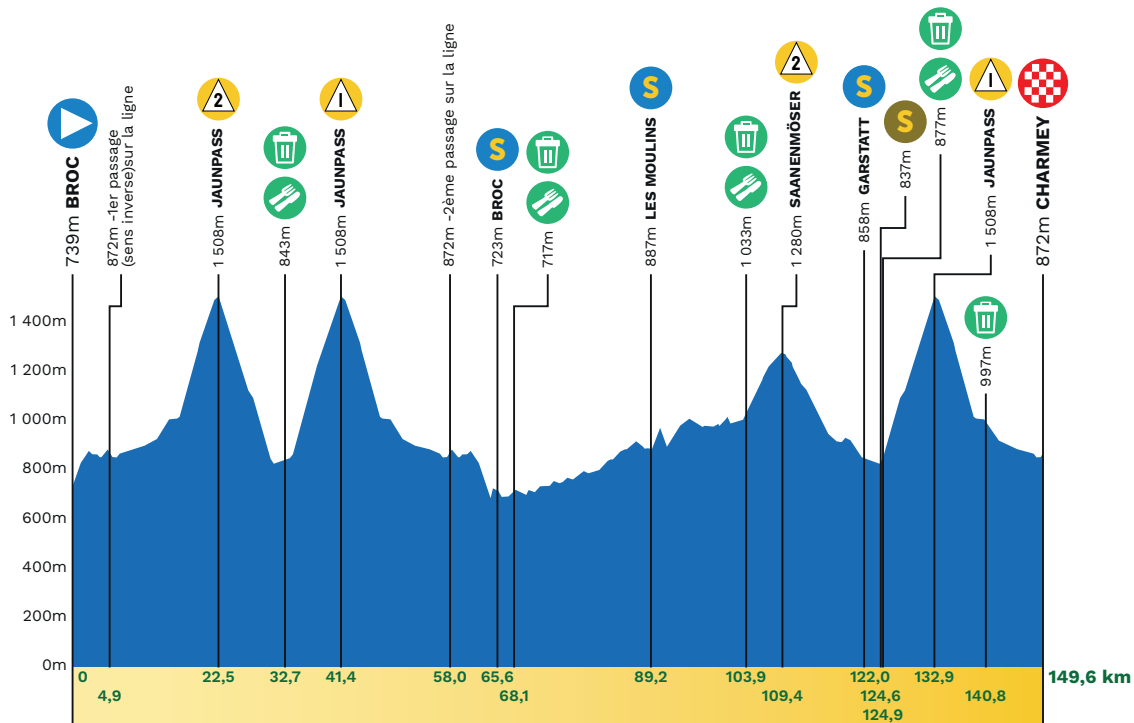 739m BROC
872m -1er passage
(sens inverse)sur la ligne
2
1 508m JAUNPASS
843m
1
1 508m JAUNPASS
872m -2ème passage sur la ligne
S
723m BROC
717m
S
887m LES MOULINS
1 033m
2
1 280m SAANENMÖSER
S
858m GARSTATT
S
837m
877m
1
1 508m JAUNPASS
997m
872m CHARMEY
1 400m
1 200m
1 000m
800m
600m
400m
200m
0m
0
4,9
22,5
32,7
41,4
58,0
65,6
68,1
89,2
103,9
109,4
122,0
124,6
124,9
132,9
140,8
149,6 km